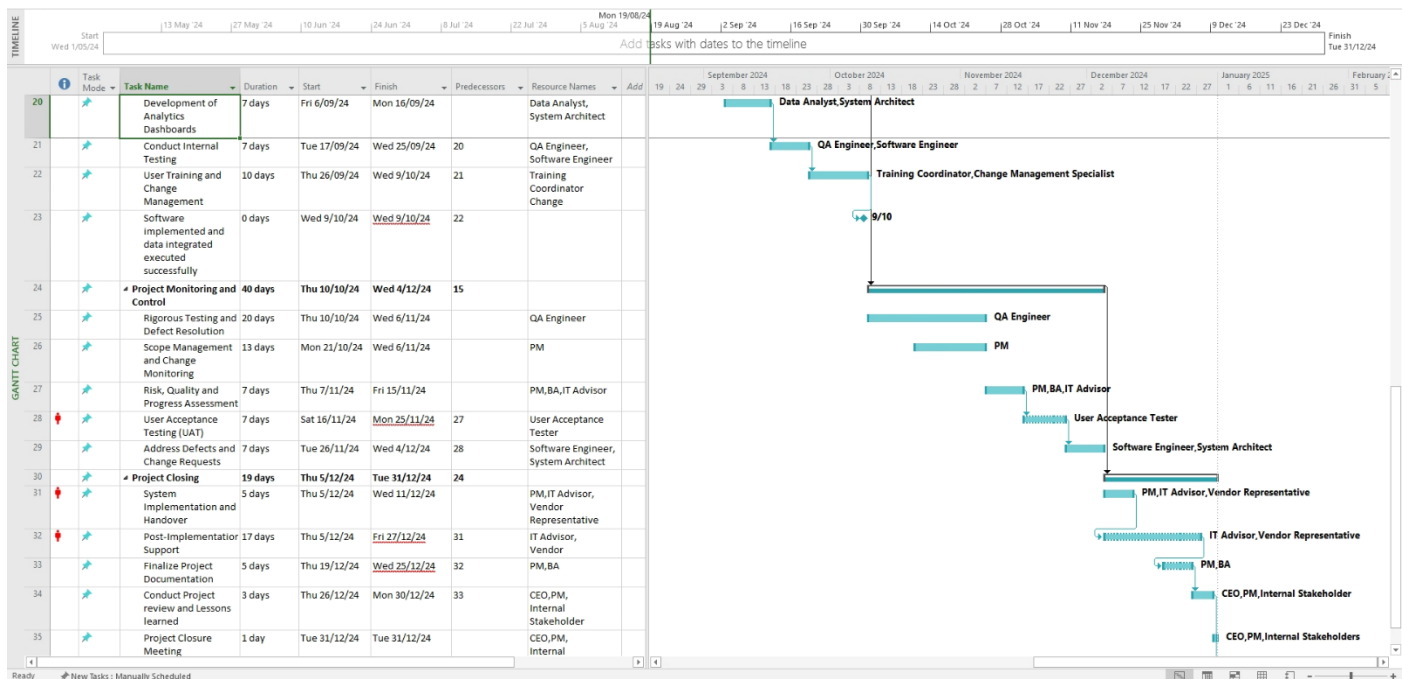 Mon 19/08/24
13 May '24 27 May '24 10 Jun '24 24 Jun '24 8 Jul '24 22 Jul '24 5 Aug '24 19 Aug '24 2 Sep '24 16 Sep '24 30 Sep '24 14 Oct '24 28 Oct '24 11 Nov '24 25 Nov '24 9 Dec '24 23 Dec '24
TIMELINE
Start
Wed 1/05/24
Add tasks with dates to the timeline
Finish
Tue 31/12/24
GANTT CHART
Task Mode Task Name Duration Start Finish Predecessors Resource Names Add
September 2024 October 2024 November 2024 December 2024 January 2025 February 2
19 24 29 3 8 13 18 23 28 3 8 13 18 23 28 2 7 12 17 22 27 2 7 12 17 22 27 1 6 11 16 21 26 31 5
20 Development of 7 days Fri 6/09/24 Mon 16/09/24 Data Analyst, Data Analyst,System Architect
Analytics System Architect
Dashboards
21 Conduct Internal 7 days Tue 17/09/24 Wed 25/09/24 20 QA Engineer, QA Engineer,Software Engineer
Testing Software Engineer
22 User Training and 10 days Thu 26/09/24 Wed 9/10/24 21 Training Training Coordinator,Change Management Specialist
Change Coordinator
Management Change
23 Software 0 days Wed 9/10/24 Wed 9/10/24 22 9/10
implemented and
data integrated
executed
successfully
24 Project Monitoring and 40 days Thu 10/10/24 Wed 4/12/24 15
Control
25 Rigorous Testing and 20 days Thu 10/10/24 Wed 6/11/24 QA Engineer QA Engineer
Defect Resolution
26 Scope Management 13 days Mon 21/10/24 Wed 6/11/24 PM PM
and Change
Monitoring
27 Risk, Quality and 7 days Thu 7/11/24 Fri 15/11/24 PM,BA,IT Advisor PM,BA,IT Advisor
Progress Assessment
28 User Acceptance 7 days Sat 16/11/24 Mon 25/11/24 27 User Acceptance User Acceptance Tester
Testing (UAT) Tester
29 Address Defects and 7 days Tue 26/11/24 Wed 4/12/24 28 Software Engineer, Software Engineer,System Architect
Change Requests System Architect
30 Project Closing 19 days Thu 5/12/24 Tue 31/12/24 24
31 System 5 days Thu 5/12/24 Wed 11/12/24 PM,IT Advisor, PM,IT Advisor,Vendor Representative
Implementation and Vendor
Handover Representative
32 Post-Implementation 17 days Thu 5/12/24 Fri 27/12/24 31 IT Advisor, IT Advisor,Vendor Representative
Support Vendor
33 Finalize Project 5 days Thu 19/12/24 Wed 25/12/24 32 PM,BA PM,BA
Documentation
34 Conduct Project 3 days Thu 26/12/24 Mon 30/12/24 33 CEO,PM, CEO,PM,Internal Stakeholder
review and Lessons Internal
learned Stakeholder
35 Project Closure 1 day Tue 31/12/24 Tue 31/12/24 CEO,PM, CEO,PM,Internal Stakeholders
Meeting Internal
Ready New Tasks : Manually Scheduled